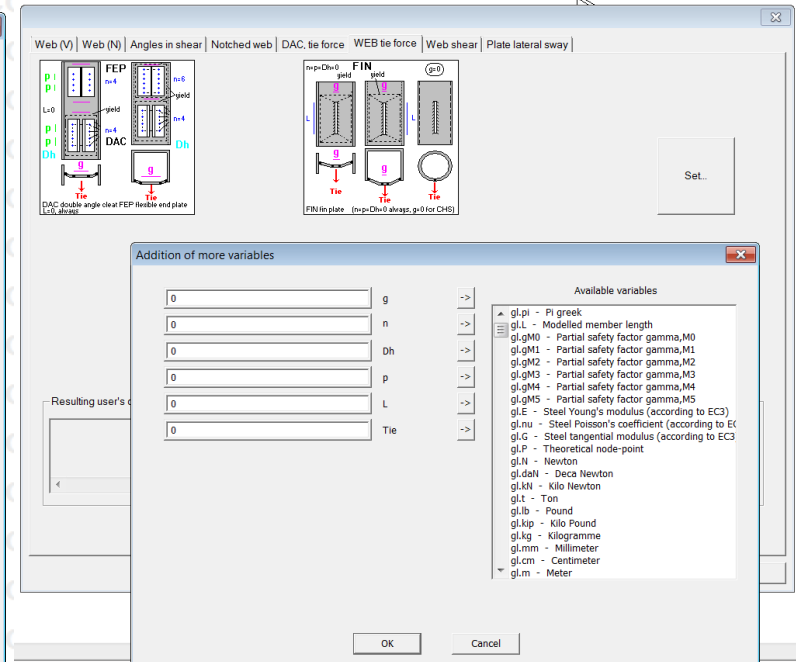 Web (V) Web (N) Angles in shear Notched web DAC, tie force WEB tie force Web shear Plate lateral sway
FEP
p
p
n=4
n=6
yield
L=0
yield
p
p
n=4
n=4
DAC
Dh
Dh
g
g
Tie
Tie
DAC double angle cleat FEP flexible end plate
L=0, always
n=p=Dh=0 FIN
yield
yield
g=0
g
g
L
L
g
g
Tie
Tie
Tie
FIN fin plate (n=p=Dh=0 always, g=0 for CHS)
Set...
Addition of more variables
Available variables
0 g ->
0 n ->
0 Dh ->
0 p ->
0 L ->
0 Tie ->
gl.pi - Pi greek
gl.L - Modelled member length
gl.gM0 - Partial safety factor gamma,M0
gl.gM1 - Partial safety factor gamma,M1
gl.gM2 - Partial safety factor gamma,M2
gl.gM3 - Partial safety factor gamma,M3
gl.gM4 - Partial safety factor gamma,M4
gl.gM5 - Partial safety factor gamma,M5
gl.E - Steel Young's modulus (according to EC3)
gl.nu - Steel Poisson's coefficient (according to EC
gl.G - Steel tangential modulus (according to EC3
gl.P - Theoretical node-point
gl.N - Newton
gl.daN - Deca Newton
gl.kN - Kilo Newton
gl.t - Ton
gl.lb - Pound
gl.kip - Kilo Pound
gl.kg - Kilogramme
gl.mm - Millimeter
gl.cm - Centimeter
gl.m - Meter
Resulting user's
OK Cancel